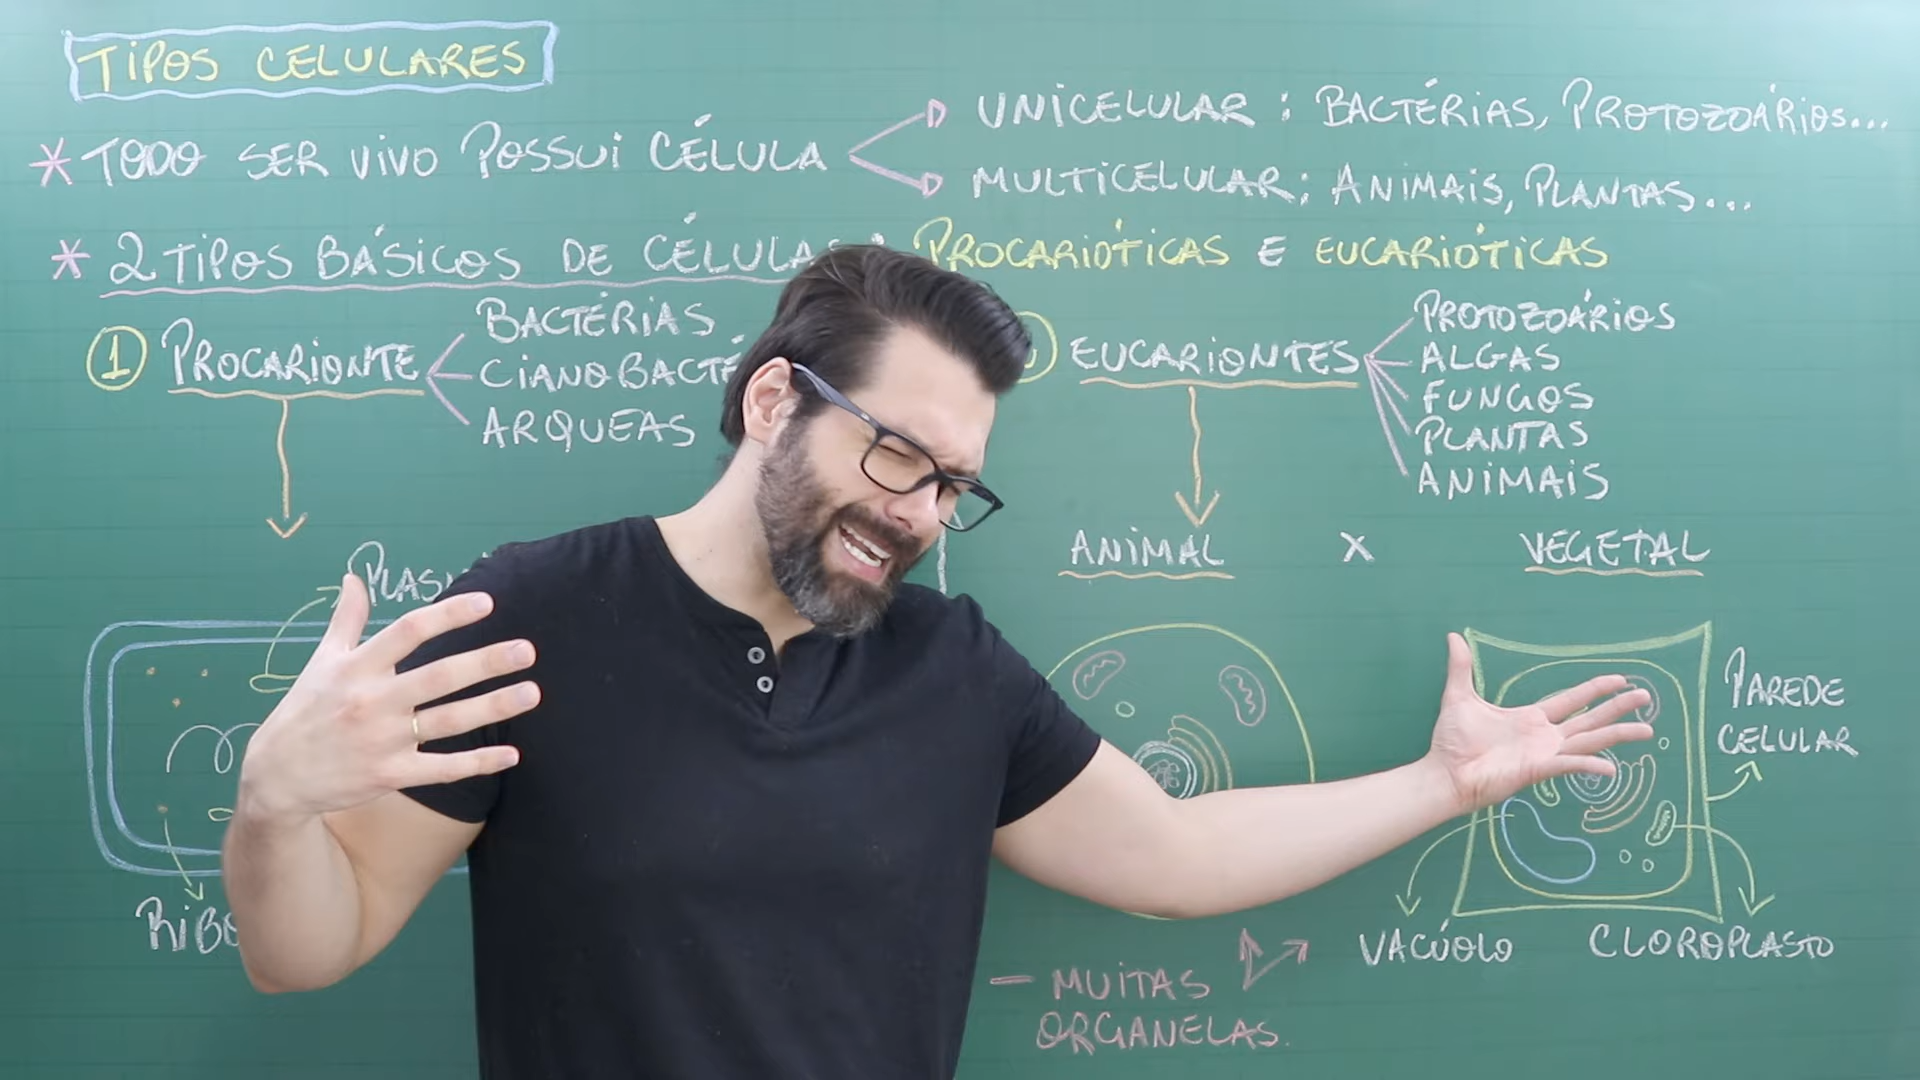 TIPOS CELULARES
* TODO SER VIVO POSSUI CÉLULA
UNICELULAR : BACTÉRIAS, PROTOZOÁRIOS...
MULTICELULAR: ANIMAIS, PLANTAS...
* 2 TIPOS BÁSICOS DE CÉLULAS: PROCARIÓTICAS E EUCARIÓTICAS
1 PROCARIONTE
BACTÉRIAS
ARQUEAS
EUCARIONTES
PROTOZOÁRIOS
ALGAS
FUNGOS
PLANTAS
ANIMAIS
ANIMAL X VEGETAL
PAREDE
CELULAR
VACÚOLO
CLOROPLASTO
- MUITAS
ORGANELAS.